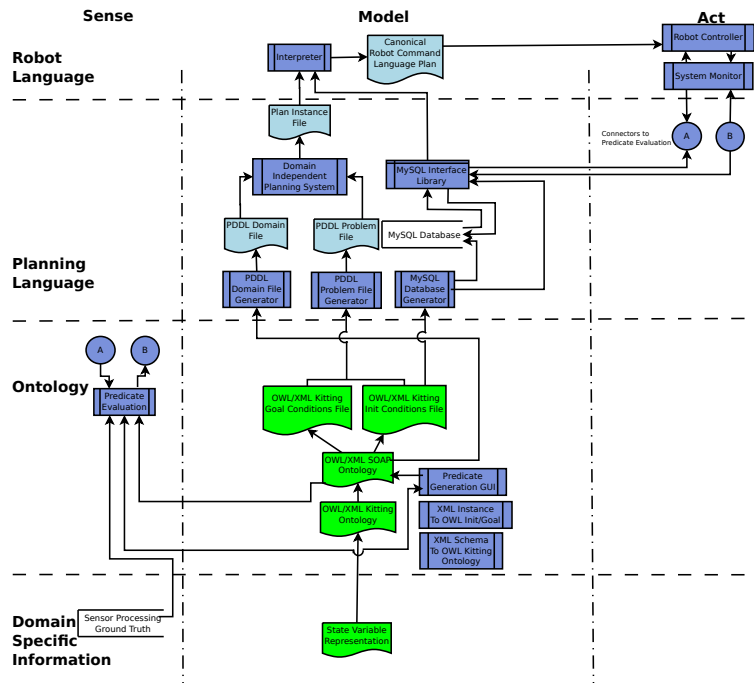 Sense
Model
Act
Robot
Language
Interpreter
Canonical
Robot Command
Language Plan
Robot Controller
System Monitor
Plan Instance
File
Connectors to
Predicate Evaluation
A
B
Domain
Independent
Planning System
MySQL Interface
Library
PDDL Domain
File
PDDL Problem
File
MySQL Database
Planning
Language
PDDL
Domain File
Generator
PDDL
Problem File
Generator
MySQL
Database
Generator
A
B
Ontology
Predicate
Evaluation
OWL/XML Kitting
Goal Conditions File
OWL/XML Kitting
Init Conditions File
OWL/XML SOAP
Ontology
Predicate
Generation GUI
OWL/XML Kitting
Ontology
XML Instance
To OWL Init/Goal
XML Schema
To OWL Kitting
Ontology
Domain
Specific
Information
Sensor Processing
Ground Truth
State Variable
Representation